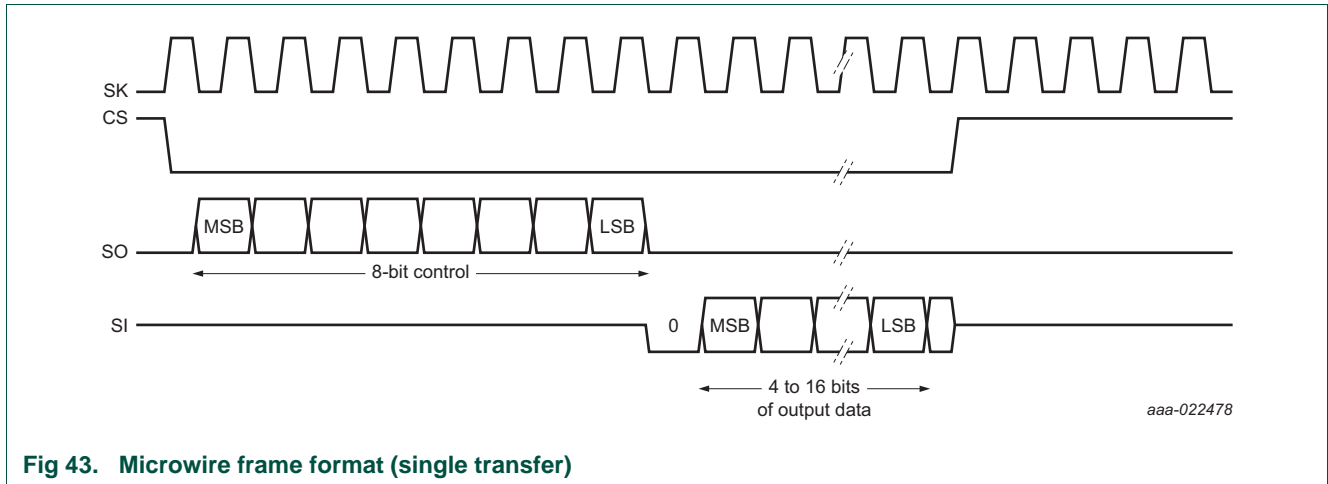 SK
CS
SO
MSB
LSB
8-bit control
SI
0
MSB
LSB
4 to 16 bits
of output data
aaa-022478
Fig 43. Microwire frame format (single transfer)